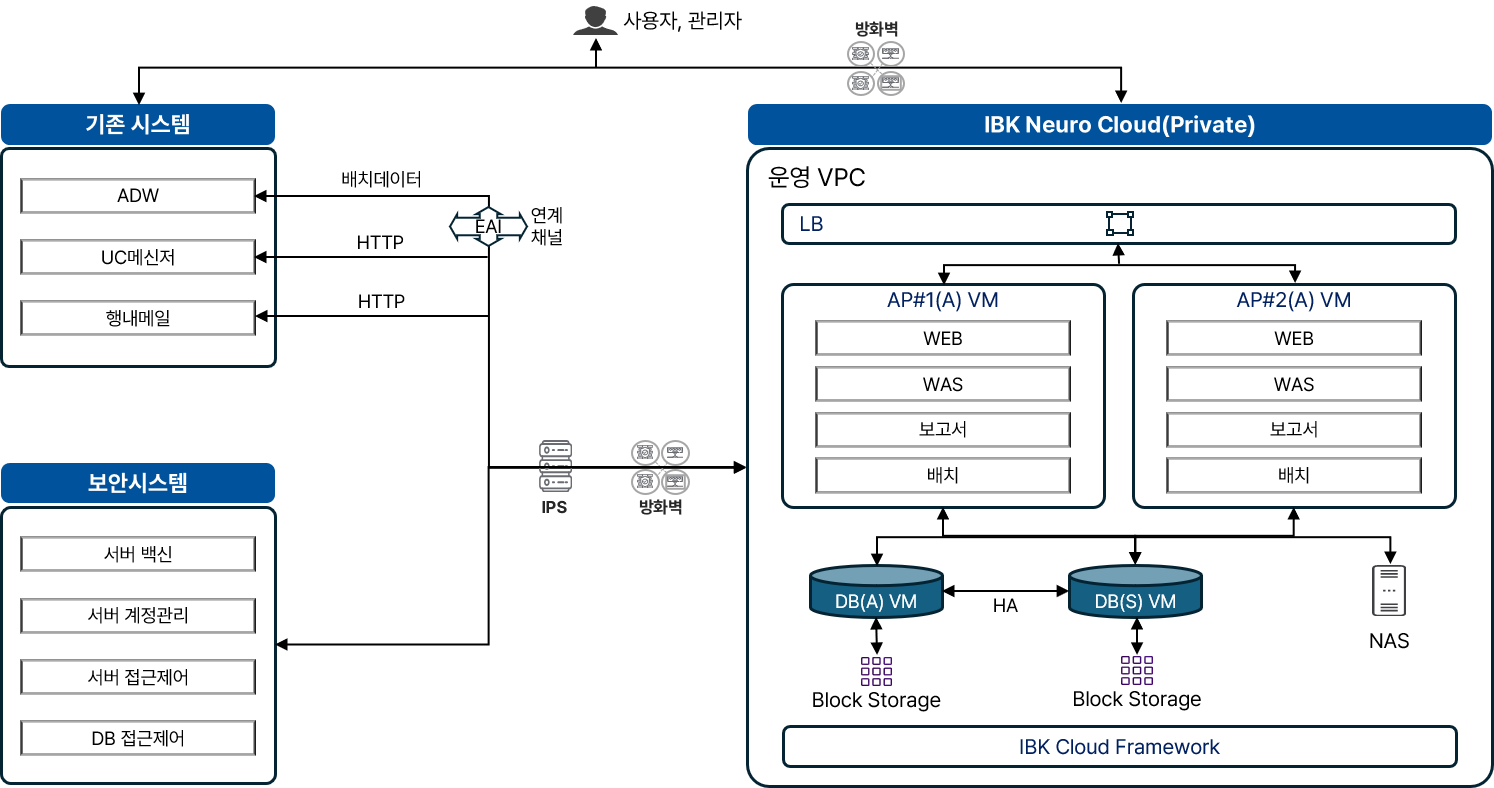 사용자, 관리자
방화벽
기존 시스템
ADW
UC메신저
행내메일
배치데이터
HTTP
HTTP
EAI
연계
채널
보안시스템
서버 백신
서버 계정관리
서버 접근제어
DB 접근제어
IPS
방화벽
IBK Neuro Cloud(Private)
운영 VPC
LB
AP#1(A) VM
WEB
WAS
보고서
배치
AP#2(A) VM
WEB
WAS
보고서
배치
DB(A) VM
HA
DB(S) VM
NAS
Block Storage
Block Storage
IBK Cloud Framework